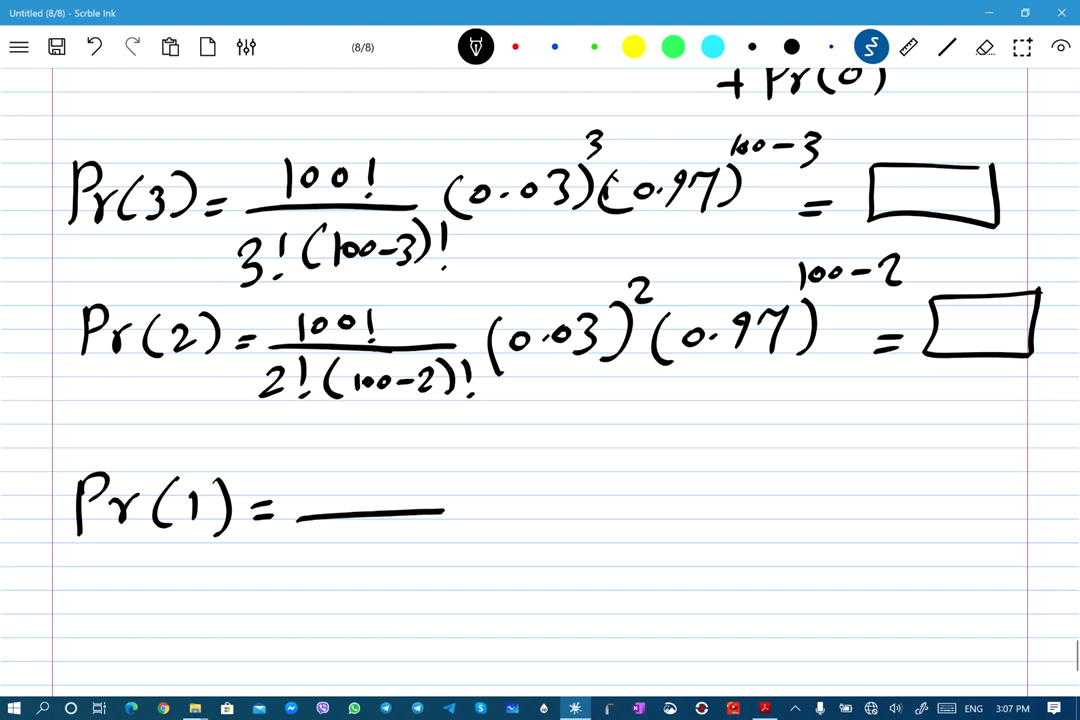 Untitled (8/8) - Scrble Ink
(8/8)
+ Pr(0)
Pr(3) = 100! / 3!(100-3)! (0.03)^3 (0.97)^100-3 =
Pr(2) = 100! / 2!(100-2)! (0.03)^2 (0.97)^100-2 =
Pr(1) =
ENG 3:07 PM